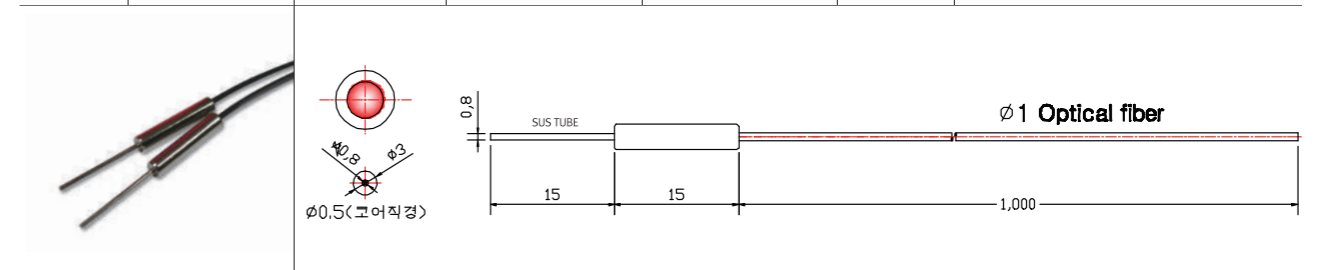 0,8
SUS TUBE
Ø1 Optical fiber
Ø0,8
Ø3
Ø0.5(코어직경)
15
15
1,000